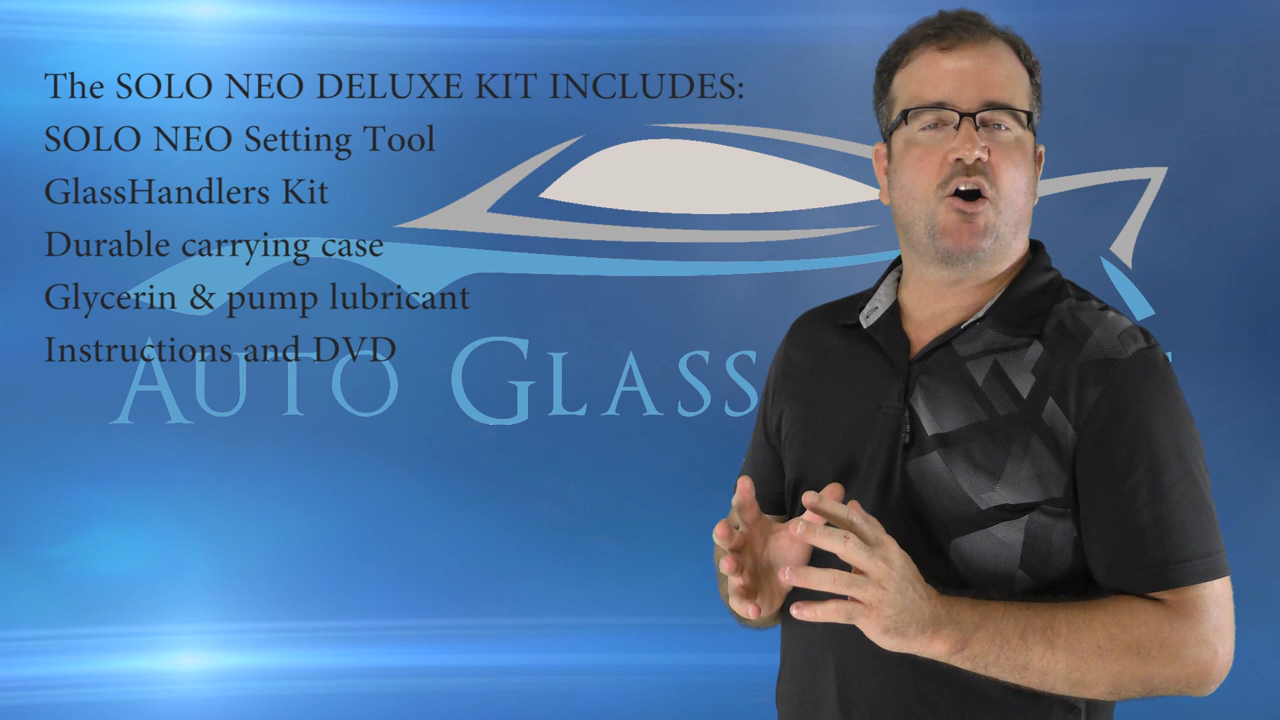 The SOLO NEO DELUXE KIT INCLUDES:
SOLO NEO Setting Tool
GlassHandlers Kit
Durable carrying case
Glycerin & pump lubricant
Instructions and DVD
AUTO GLASS